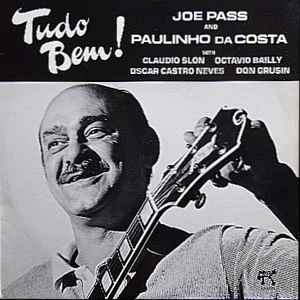 Tudo
Bem!
JOE PASS
AND
PAULINHO DA COSTA
WITH
CLAUDIO SLON OCTAVIO BAILLY
OSCAR CASTRO NEVES DON GRUSIN